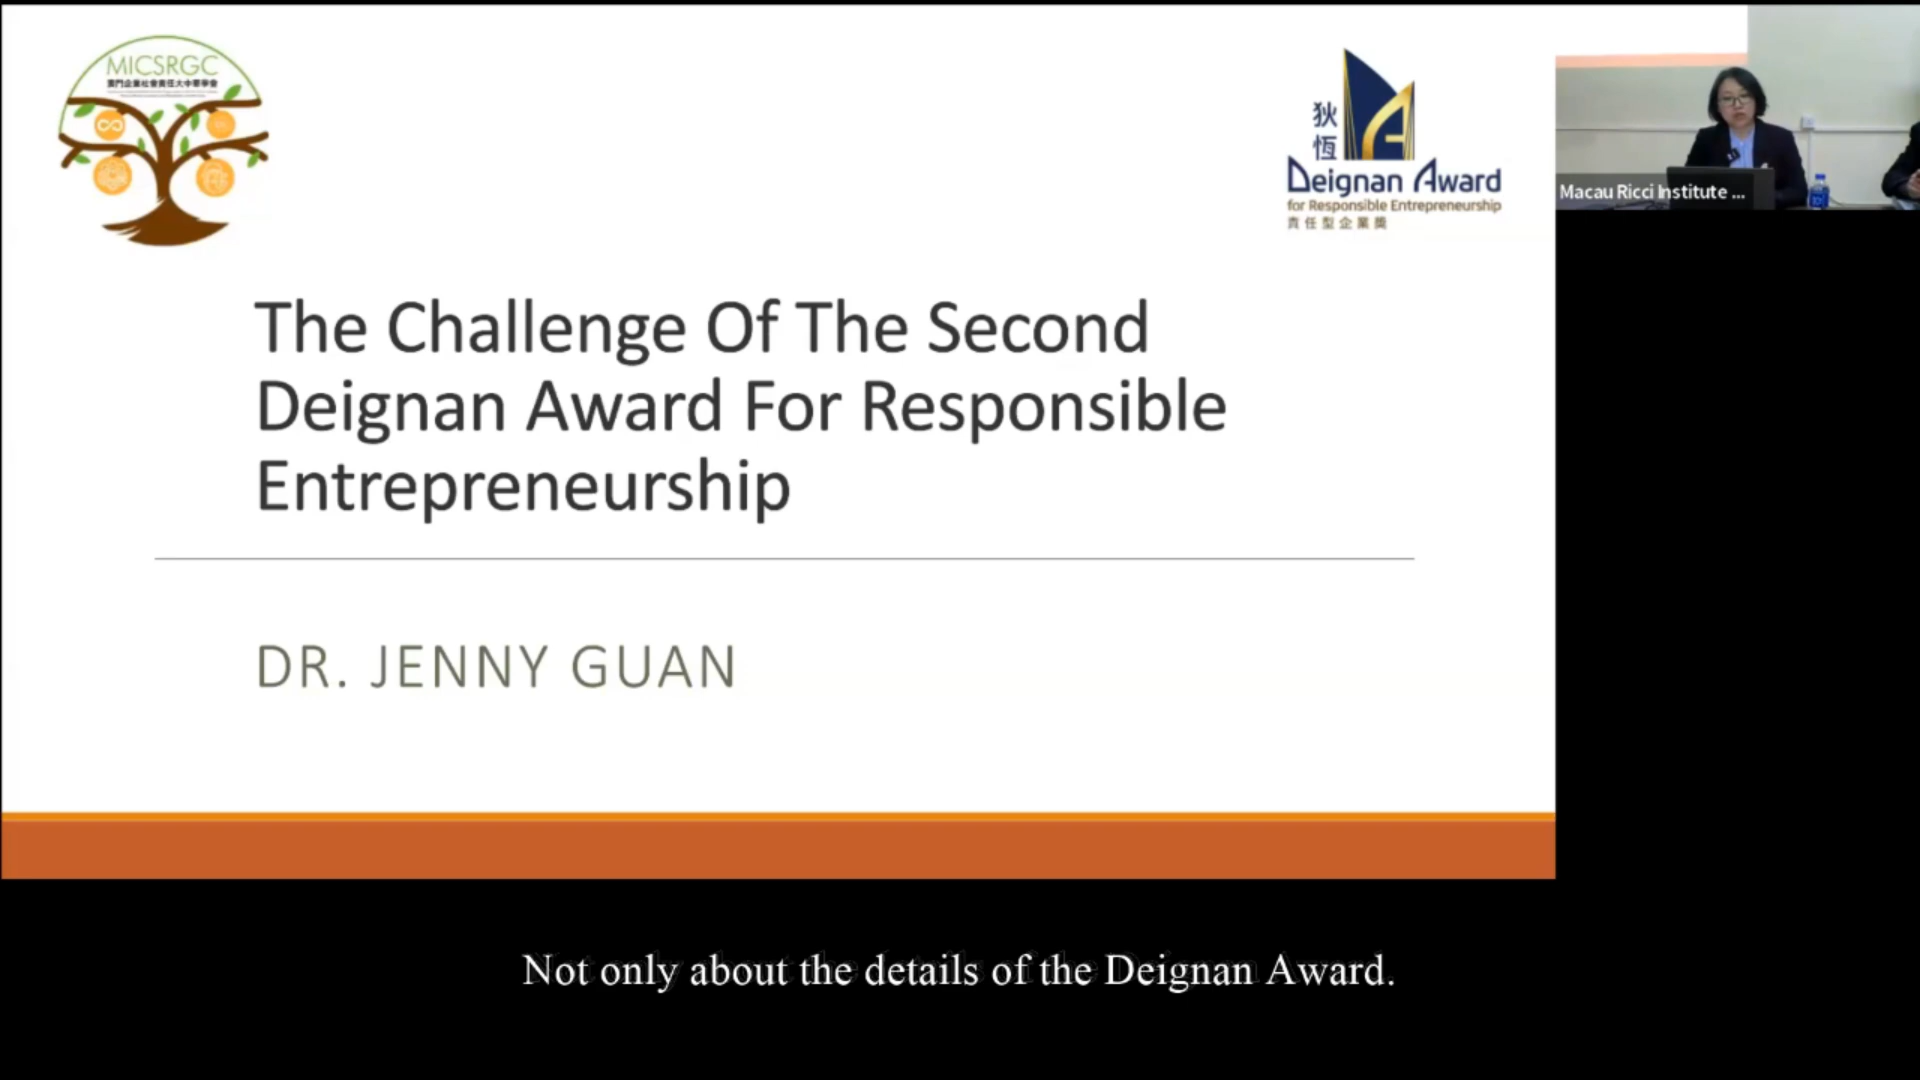 MICSRGC
澳門企業社會責任大中華學會
狄
恆
Deignan Award
for Responsible Entrepreneurship
責任型企業獎
Macau Ricci Institute ...
The Challenge Of The Second
Deignan Award For Responsible
Entrepreneurship
DR. JENNY GUAN
Not only about the details of the Deignan Award.